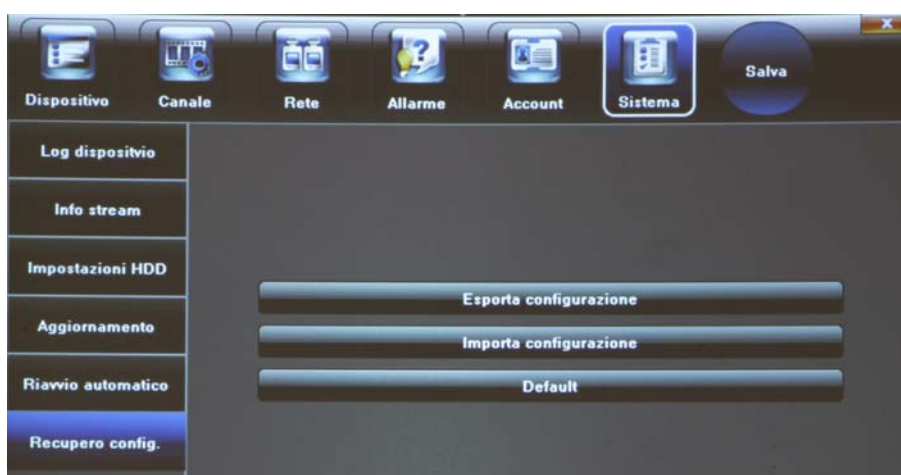 Dispositivo
Canale
Rete
Allarme
Account
Sistema
Salva
X
Log dispositvio
Info stream
Impostazioni HDD
Aggiornamento
Riavvio automatico
Recupero config.
Esporta configurazione
Importa configurazione
Default